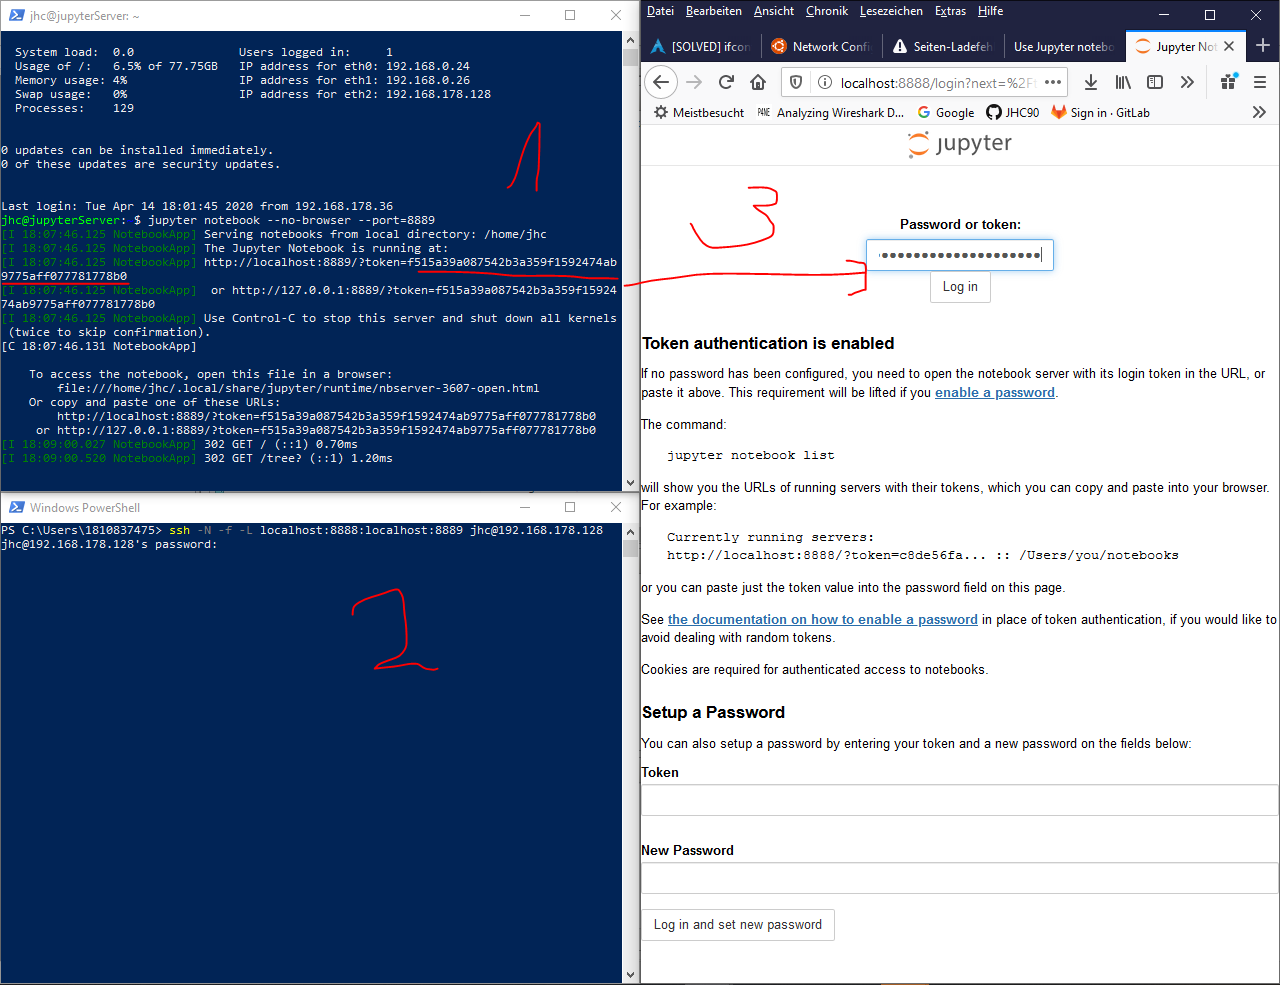 jhc@jupyterServer: ~
System load:  0.0               Users logged in:     1
Usage of /:   6.5% of 77.75GB   IP address for eth0: 192.168.0.24
Memory usage: 4%                IP address for eth1: 192.168.0.26
Swap usage:   0%                IP address for eth2: 192.168.178.128
Processes:    129
0 updates can be installed immediately.
0 of these updates are security updates.
Last login: Tue Apr 14 18:01:45 2020 from 192.168.178.36
jhc@jupyterServer:~$ jupyter notebook --no-browser --port=8889
[I 18:07:46.125 NotebookApp] Serving notebooks from local directory: /home/jhc
[I 18:07:46.125 NotebookApp] The Jupyter Notebook is running at:
[I 18:07:46.125 NotebookApp] http://localhost:8889/?token=f515a39a087542b3a359f1592474ab
9775aff077781778b0
[I 18:07:46.125 NotebookApp]  or http://127.0.0.1:8889/?token=f515a39a087542b3a359f15924
74ab9775aff077781778b0
[I 18:07:46.125 NotebookApp] Use Control-C to stop this server and shut down all kernels
(twice to skip confirmation).
[C 18:07:46.131 NotebookApp]
To access the notebook, open this file in a browser:
file:///home/jhc/.local/share/jupyter/runtime/nbserver-3607-open.html
Or copy and paste one of these URLs:
http://localhost:8889/?token=f515a39a087542b3a359f1592474ab9775aff077781778b0
or http://127.0.0.1:8889/?token=f515a39a087542b3a359f1592474ab9775aff077781778b0
[I 18:09:00.027 NotebookApp] 302 GET / (::1) 0.70ms
[I 18:09:00.520 NotebookApp] 302 GET /tree? (::1) 1.20ms
1
Windows PowerShell
PS C:\Users\1810837475> ssh -N -f -L localhost:8888:localhost:8889 jhc@192.168.178.128
jhc@192.168.178.128's password:
2
Datei Bearbeiten Ansicht Chronik Lesezeichen Extras Hilfe
[SOLVED] ifcon Network Confi Seiten-Ladefeh Use Jupyter notebo Jupyter Not
localhost:8888/login?next=%2F
Meistbesucht Analyzing Wireshark D... Google JHC90 Sign in · GitLab
jupyter
3
Password or token:
Log in
Token authentication is enabled
If no password has been configured, you need to open the notebook server with its login token in the URL, or
paste it above. This requirement will be lifted if you enable a password.
The command:
jupyter notebook list
will show you the URLs of running servers with their tokens, which you can copy and paste into your browser.
For example:
Currently running servers:
http://localhost:8888/?token=c8de56fa... :: /Users/you/notebooks
or you can paste just the token value into the password field on this page.
See the documentation on how to enable a password in place of token authentication, if you would like to
avoid dealing with random tokens.
Cookies are required for authenticated access to notebooks.
Setup a Password
You can also setup a password by entering your token and a new password on the fields below:
Token
New Password
Log in and set new password